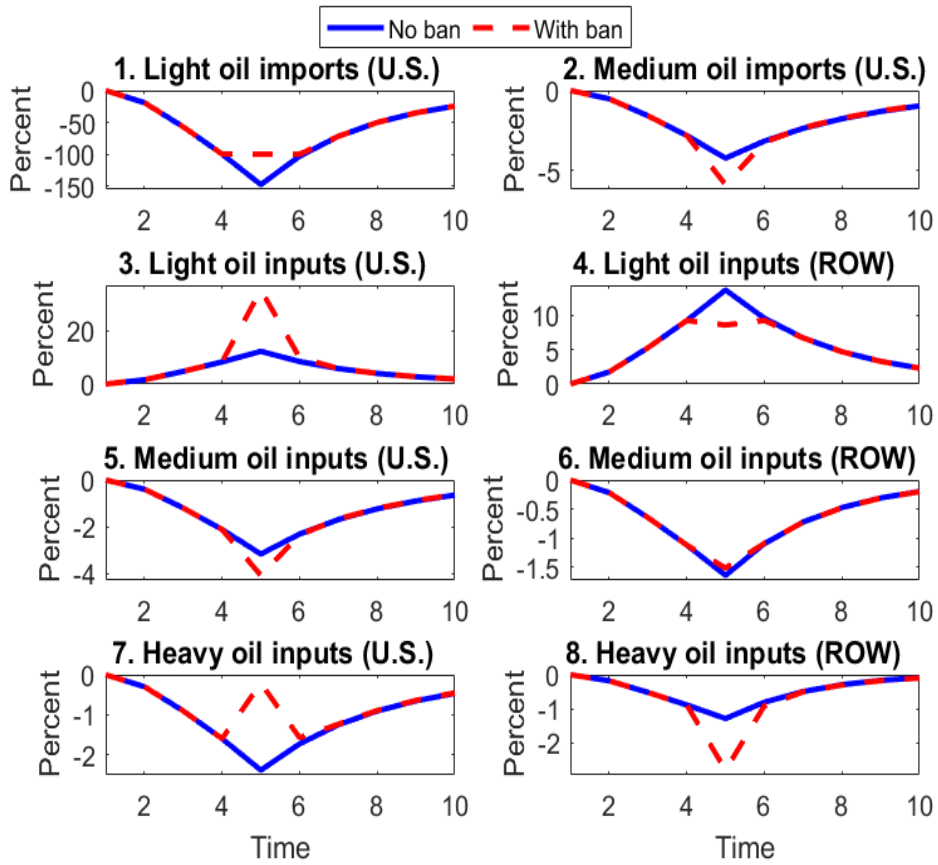 No ban With ban
1. Light oil imports (U.S.)
Percent
0
-50
-100
-150
2 4 6 8 10
2. Medium oil imports (U.S.)
Percent
0
-5
2 4 6 8 10
3. Light oil inputs (U.S.)
Percent
20
0
2 4 6 8 10
4. Light oil inputs (ROW)
Percent
10
5
0
2 4 6 8 10
5. Medium oil inputs (U.S.)
Percent
0
-2
-4
2 4 6 8 10
6. Medium oil inputs (ROW)
Percent
0
-0.5
-1
-1.5
2 4 6 8 10
7. Heavy oil inputs (U.S.)
Percent
0
-1
-2
2 4 6 8 10
Time
8. Heavy oil inputs (ROW)
Percent
0
-1
-2
2 4 6 8 10
Time